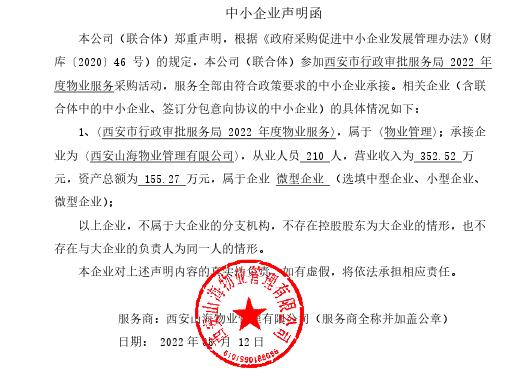 中小企业声明函
本公司（联合体）郑重声明，根据《政府采购促进中小企业发展管理办法》（财
库〔2020〕46 号）的规定，本公司（联合体）参加西安市行政审批服务局 2022 年
度物业服务采购活动，服务全部由符合政策要求的中小企业承接。相关企业（含联
合体中的中小企业、签订分包意向协议的中小企业）的具体情况如下：
1、〈西安市行政审批服务局 2022 年度物业服务〉，属于〈物业管理〉；承接企
业为〈西安山海物业管理有限公司〉，从业人员 210 人，营业收入为 352.52 万
元，资产总额为 155.27 万元，属于企业 微型企业 （选填中型企业、小型企业、
微型企业）；
以上企业，不属于大企业的分支机构，不存在控股股东为大企业的情形，也不
存在与大企业的负责人为同一人的情形。
本企业对上述声明内容的真实性负责。如有虚假，将依法承担相应责任。
服务商：西安山海物业管理有限公司（服务商全称并加盖公章）
日期： 2022 年 月 12 日
西安山海物业管理有限公司